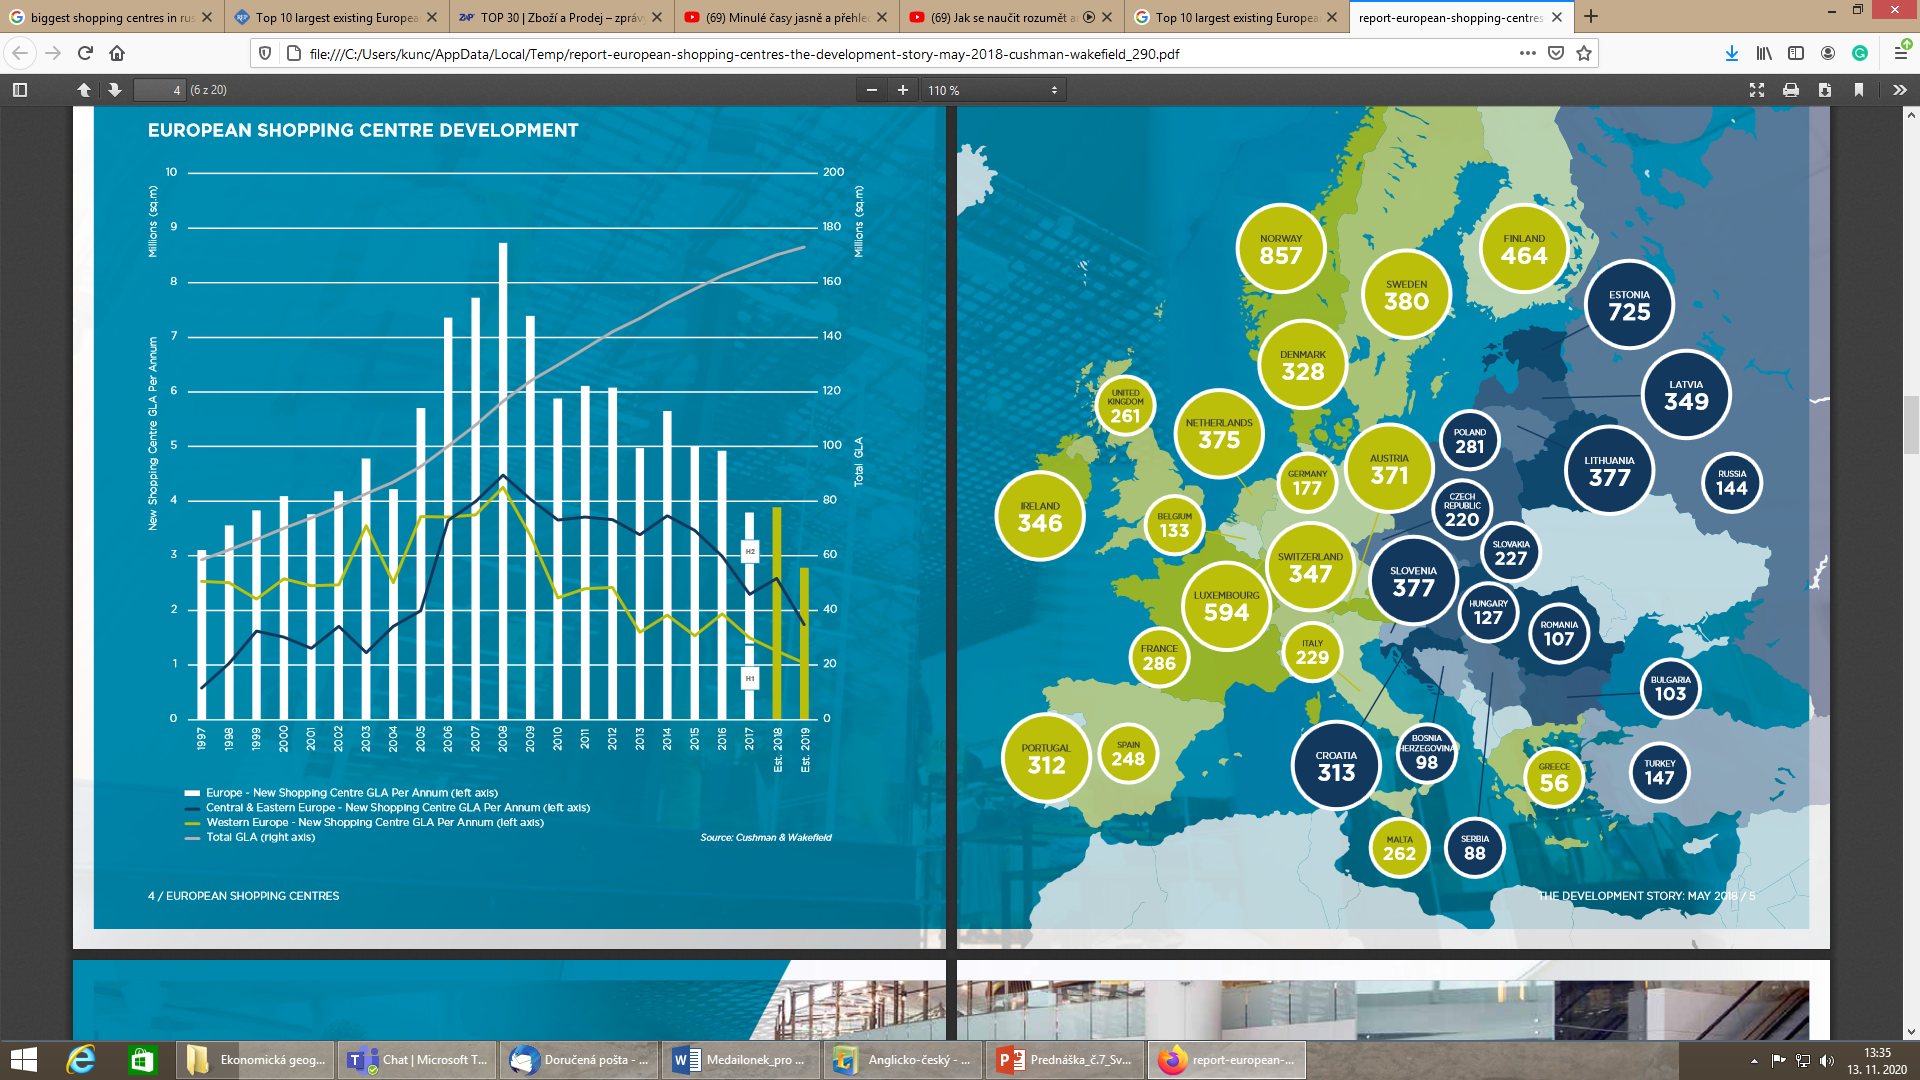 biggest shopping centres in rus
Top 10 largest existing Europea
TOP 30 | Zboží a Prodej – zpráv
(69) Minulé časy jasně a přehle
(69) Jak se naučit rozumět a
Top 10 largest existing Europea
report-european-shopping-centres
file:///C:/Users/kunc/AppData/Local/Temp/report-european-shopping-centres-the-development-story-may-2018-cushman-wakefield_290.pdf
4 (6 z 20)
110 %
EUROPEAN SHOPPING CENTRE DEVELOPMENT
Millions (sq.m)
New Shopping Centre GLA Per Annum
10
9
8
7
6
5
4
3
2
1
0
200
180
160
140
120
100
80
60
40
20
0
Millions (sq.m)
Total GLA
H2
H1
1997
1998
1999
2000
2001
2002
2003
2004
2005
2006
2007
2008
2009
2010
2011
2012
2013
2014
2015
2016
2017
Est. 2018
Est. 2019
Europe - New Shopping Centre GLA Per Annum (left axis)
Central & Eastern Europe - New Shopping Centre GLA Per Annum (left axis)
Western Europe - New Shopping Centre GLA Per Annum (left axis)
Total GLA (right axis)
Source: Cushman & Wakefield
4 / EUROPEAN SHOPPING CENTRES
NORWAY
857
FINLAND
464
SWEDEN
380
ESTONIA
725
DENMARK
328
LATVIA
349
UNITED
KINGDOM
261
NETHERLANDS
375
POLAND
281
AUSTRIA
371
LITHUANIA
377
GERMANY
177
RUSSIA
144
IRELAND
346
BELGIUM
133
CZECH
REPUBLIC
220
SLOVAKIA
227
SWITZERLAND
347
SLOVENIA
377
LUXEMBOURG
594
HUNGARY
127
ROMANIA
107
FRANCE
286
ITALY
229
BULGARIA
103
PORTUGAL
312
SPAIN
248
CROATIA
313
BOSNIA
HERZEGOVINA
98
GREECE
56
TURKEY
147
MALTA
262
SERBIA
88
THE DEVELOPMENT STORY: MAY 2018 / 5
Ekonomická geog...
Chat | Microsoft T...
Doručená pošta - ...
Medailonek_pro ...
Anglicko-český - ...
Prednáška_č.7_Sv...
report-european-...
13:35
13. 11. 2020